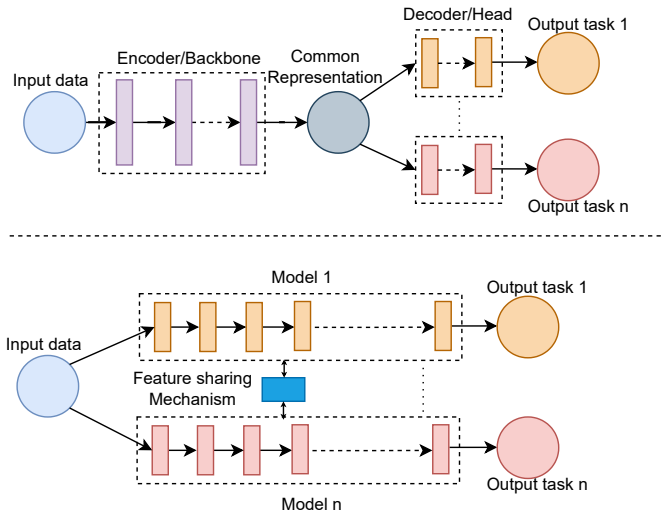 Input data
Encoder/Backbone
Common
Representation
Decoder/Head
Output task 1
Output task n
Model 1
Input data
Output task 1
Feature sharing
Mechanism
Output task n
Model n